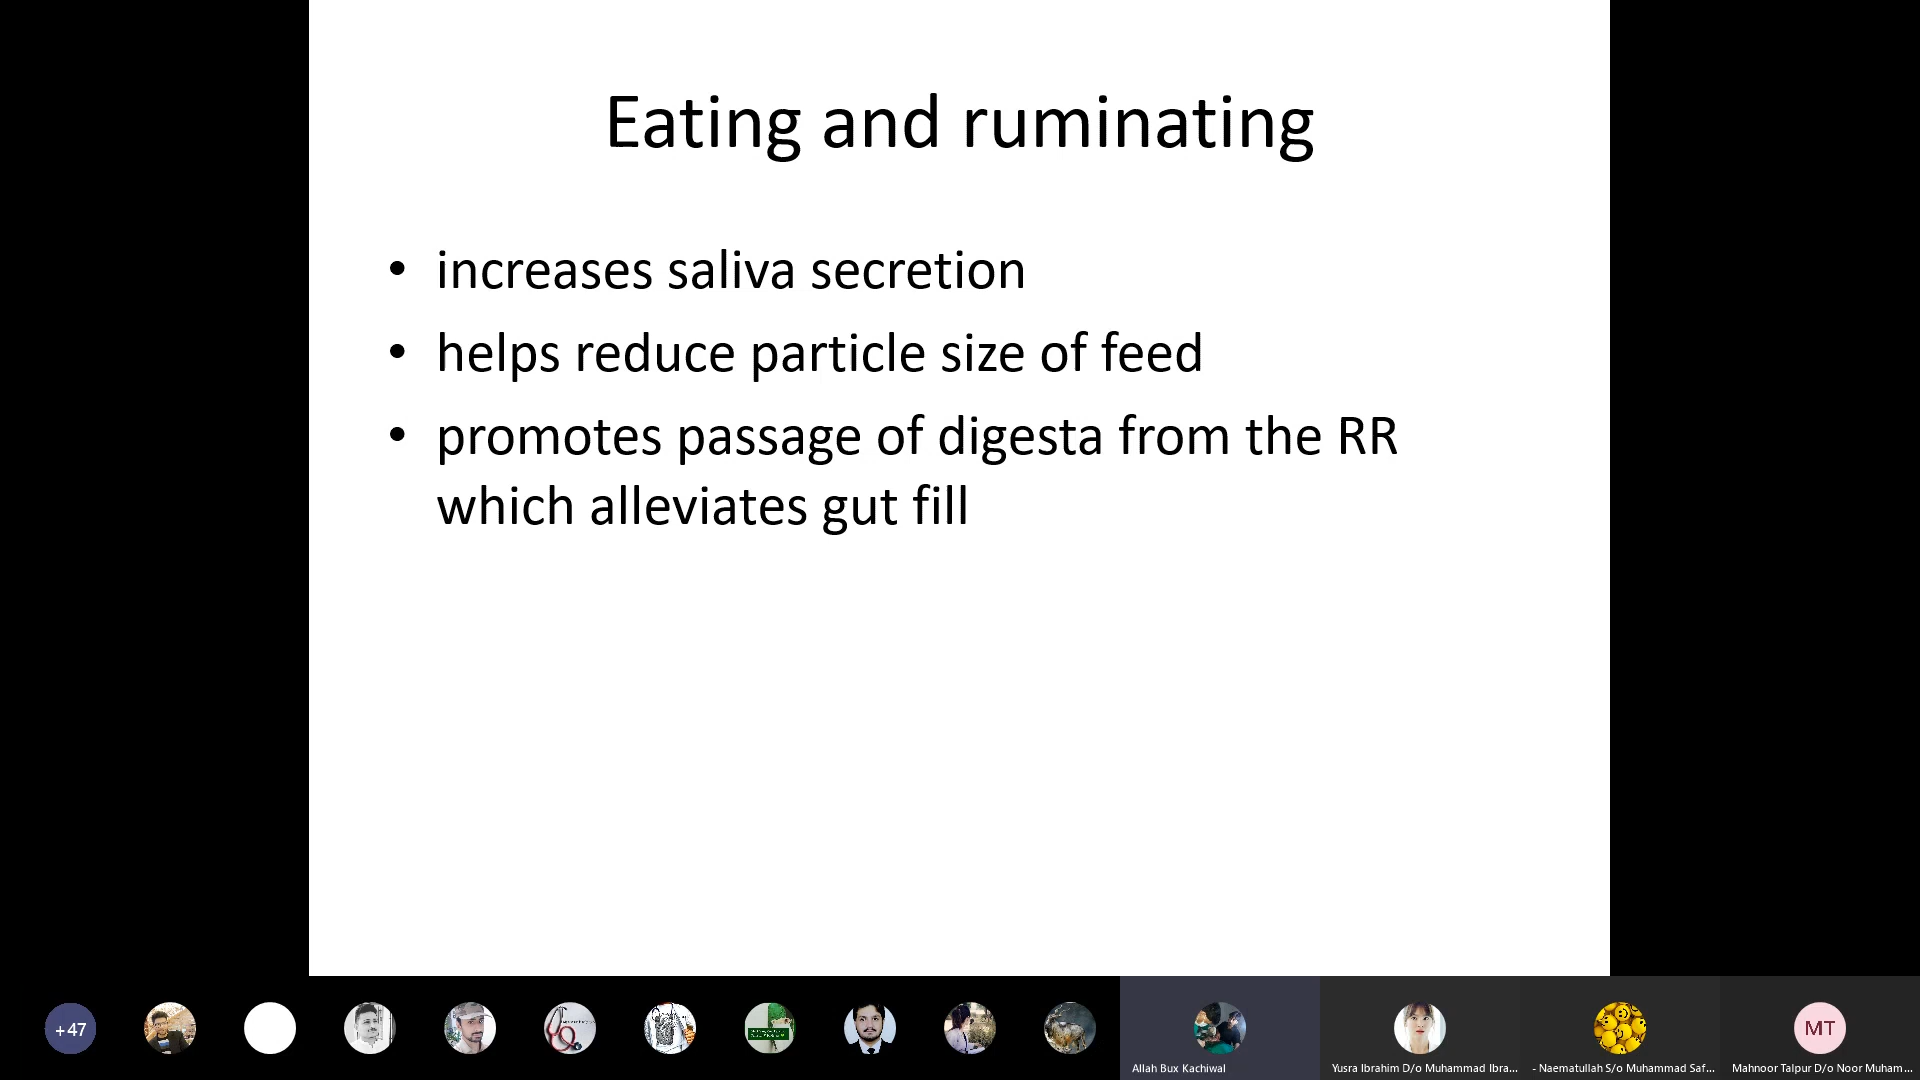 Eating and ruminating
• increases saliva secretion
• helps reduce particle size of feed
• promotes passage of digesta from the RR
which alleviates gut fill
+47
Allah Bux Kachiwal
Yusra Ibrahim D/o Muhammad Ibra...
- Naematullah S/o Muhammad Saf...
MT
Mahnoor Talpur D/o Noor Muham...